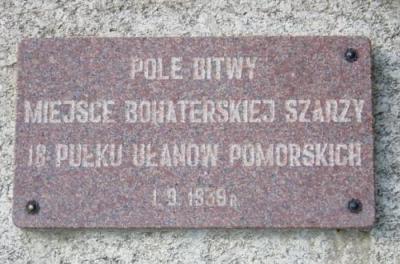 POLE BITWY
MIEJSCE BOHATERSKIEJ SZARŻY
18 PUŁKU UŁANÓW POMORSKICH
1. 9. 1939 R